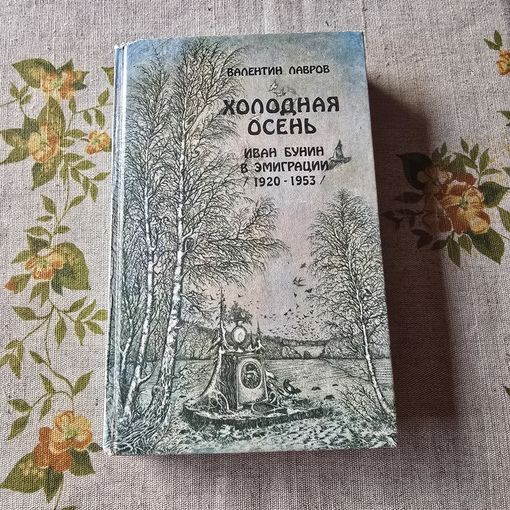 ВАЛЕНТИН ЛАВРОВ
ХОЛОДНАЯ
ОСЕНЬ
ИВАН БУНИН
В ЭМИГРАЦИИ
/ 1920 - 1953 /